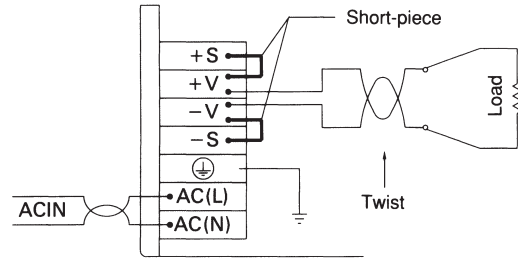 Short-piece
+S
+V
−V
−S
Load
Twist
AC(L)
ACIN
AC(N)